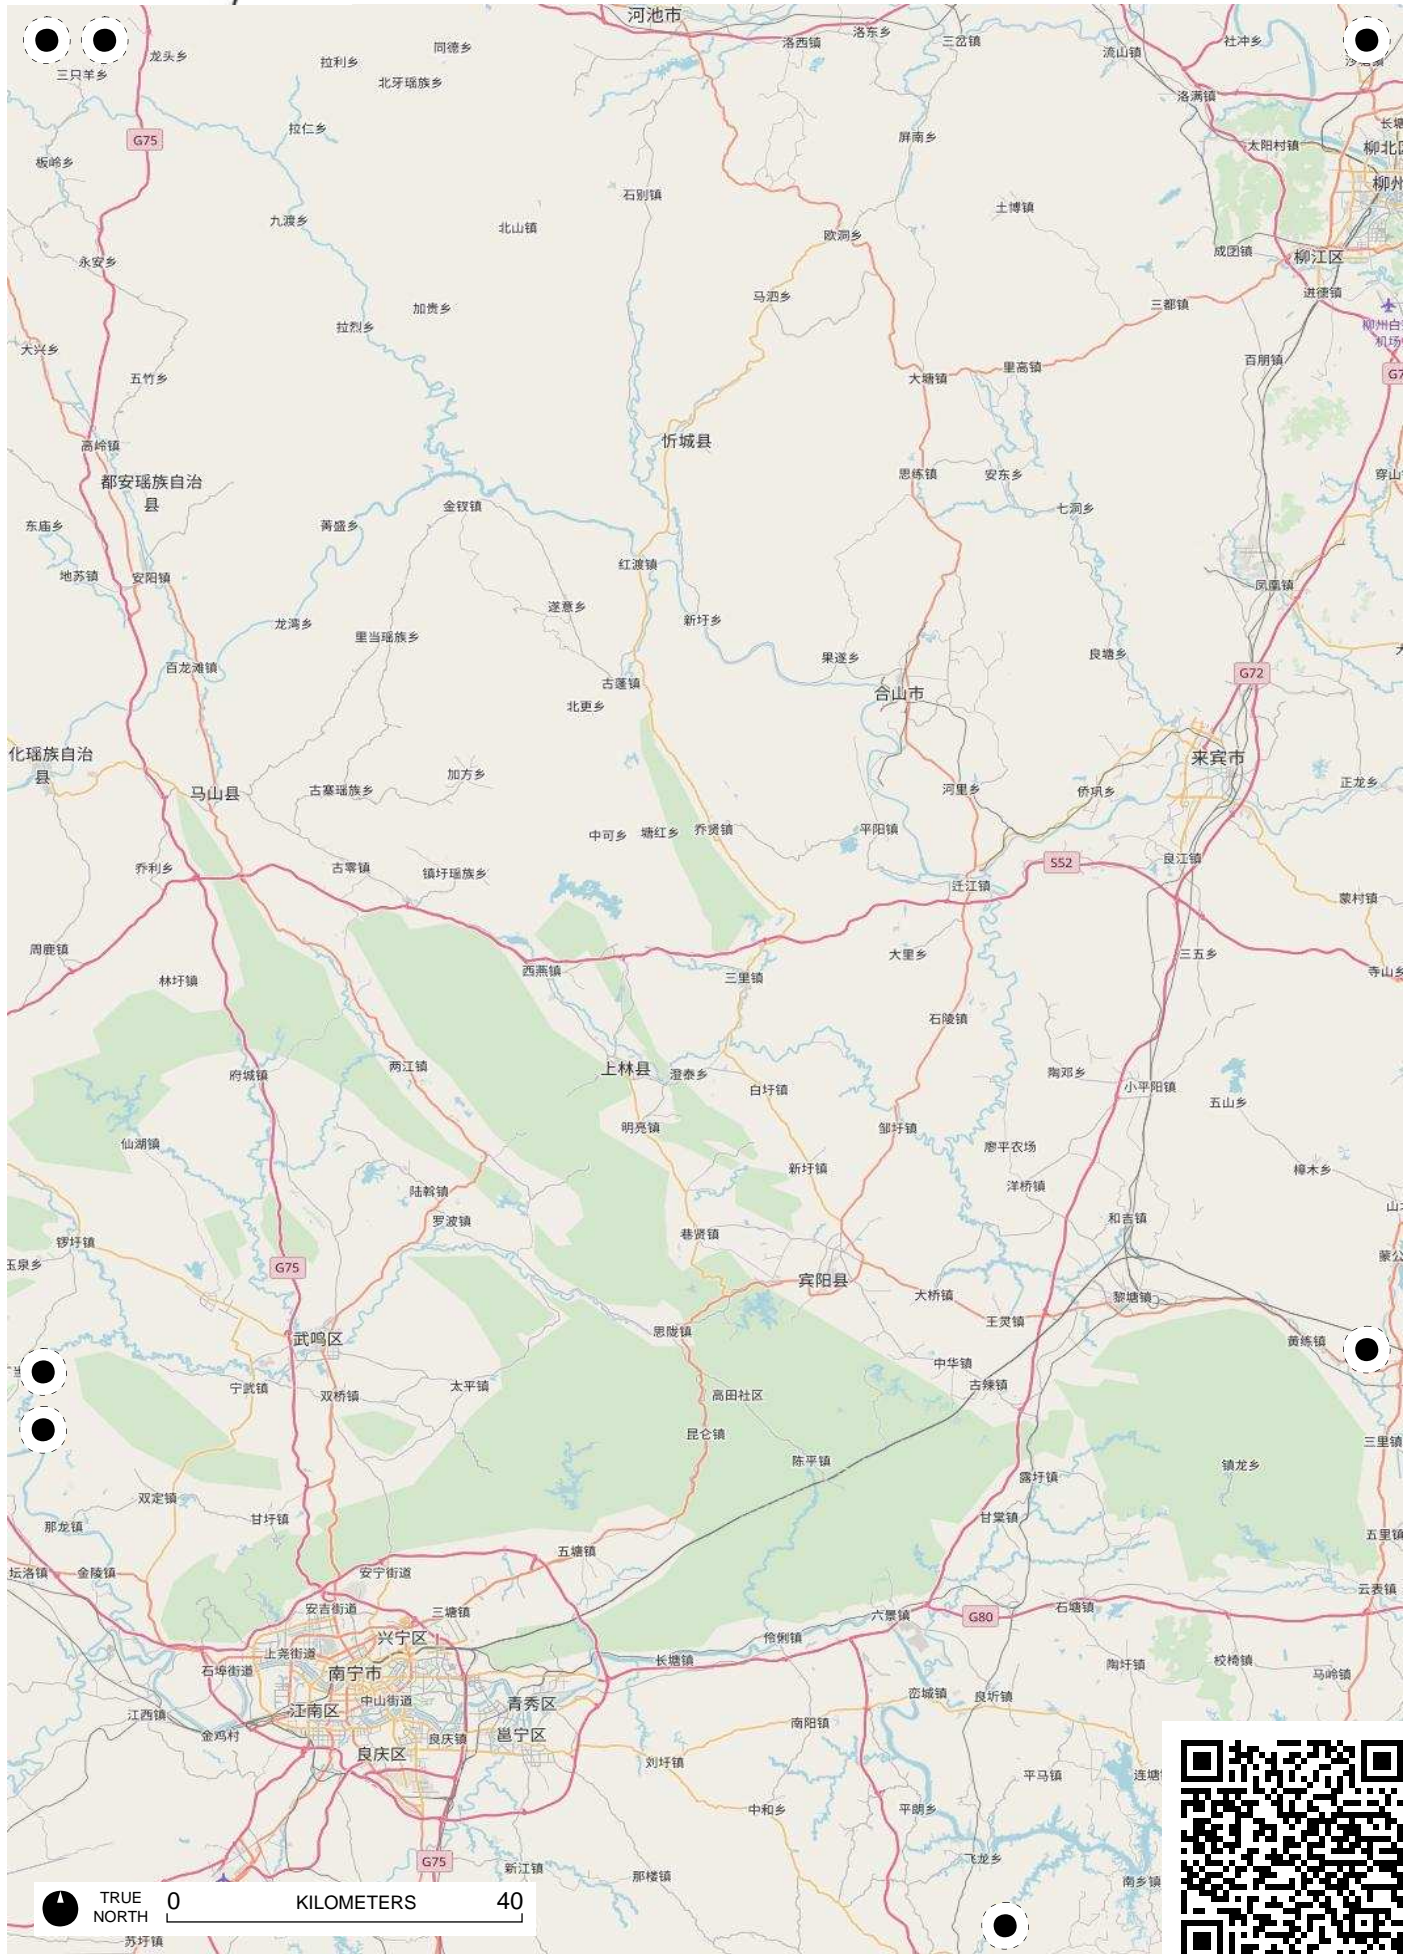 河池市
洛西镇
洛东乡
三岔镇
流山镇
社冲乡
龙头乡
同德乡
拉利乡
三只羊乡
北牙瑶族乡
洛满镇
G75
拉仁乡
屏南乡
太阳村镇
柳北区
板岭乡
柳州
石别镇
土博镇
九渡乡
北山镇
欧洞乡
成团镇
柳江区
永安乡
进德镇
马泗乡
三都镇
加贵乡
拉烈乡
柳州白
机场
大兴乡
百朋镇
里高镇
五竹乡
大塘镇
G7
忻城县
高岭镇
都安瑶族自治
县
思练镇
安东乡
穿山
金钗镇
七洞乡
东庙乡
菁盛乡
红渡镇
地苏镇
安阳镇
凤凰镇
遂意乡
新圩乡
龙湾乡
里当瑶族乡
果遂乡
良塘乡
百龙滩镇
G72
古蓬镇
合山市
北更乡
化瑶族自治
县
来宾市
加方乡
正龙乡
马山县
古寨瑶族乡
河里乡
侨巩乡
中可乡
塘红乡
乔贤镇
平阳镇
乔利乡
古零镇
镇圩瑶族乡
S52
良江镇
迁江镇
蒙村镇
周鹿镇
大里乡
三五乡
林圩镇
西燕镇
三里镇
寺山乡
石陵镇
府城镇
两江镇
上林县
澄泰乡
陶邓乡
小平阳镇
白圩镇
五山乡
仙湖镇
明亮镇
邹圩镇
廖平农场
新圩镇
樟木乡
陆斡镇
洋桥镇
罗波镇
和吉镇
锣圩镇
巷贤镇
玉泉乡
G75
宾阳县
大桥镇
黎塘镇
武鸣区
思陇镇
王灵镇
黄练镇
中华镇
宁武镇
双桥镇
太平镇
高田社区
古辣镇
昆仑镇
三里镇
陈平镇
镇龙乡
露圩镇
双定镇
那龙镇
甘圩镇
甘棠镇
五里镇
五塘镇
坛洛镇
金陵镇
安宁街道
云表镇
安吉街道
三塘镇
六景镇
G80
石塘镇
兴宁区
伶俐镇
上尧街道
石埠街道
南宁市
长塘镇
陶圩镇
校椅镇
马岭镇
中山街道
青秀区
峦城镇
良圻镇
江西镇
江南区
南阳镇
金鸡村
良庆镇
邕宁区
良庆区
刘圩镇
平马镇
连塘
中和乡
平朗乡
飞龙乡
G75
新江镇
那楼镇
南乡镇
TRUE
NORTH
0 KILOMETERS 40
苏圩镇